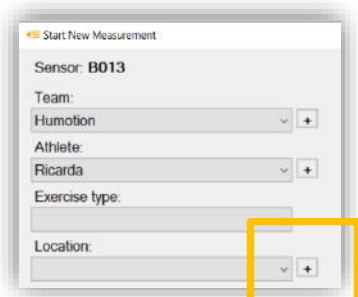 Start New Measurement
Sensor: B013
Team:
Humotion
+
Athlete:
Ricarda
+
Exercise type:
Location:
+